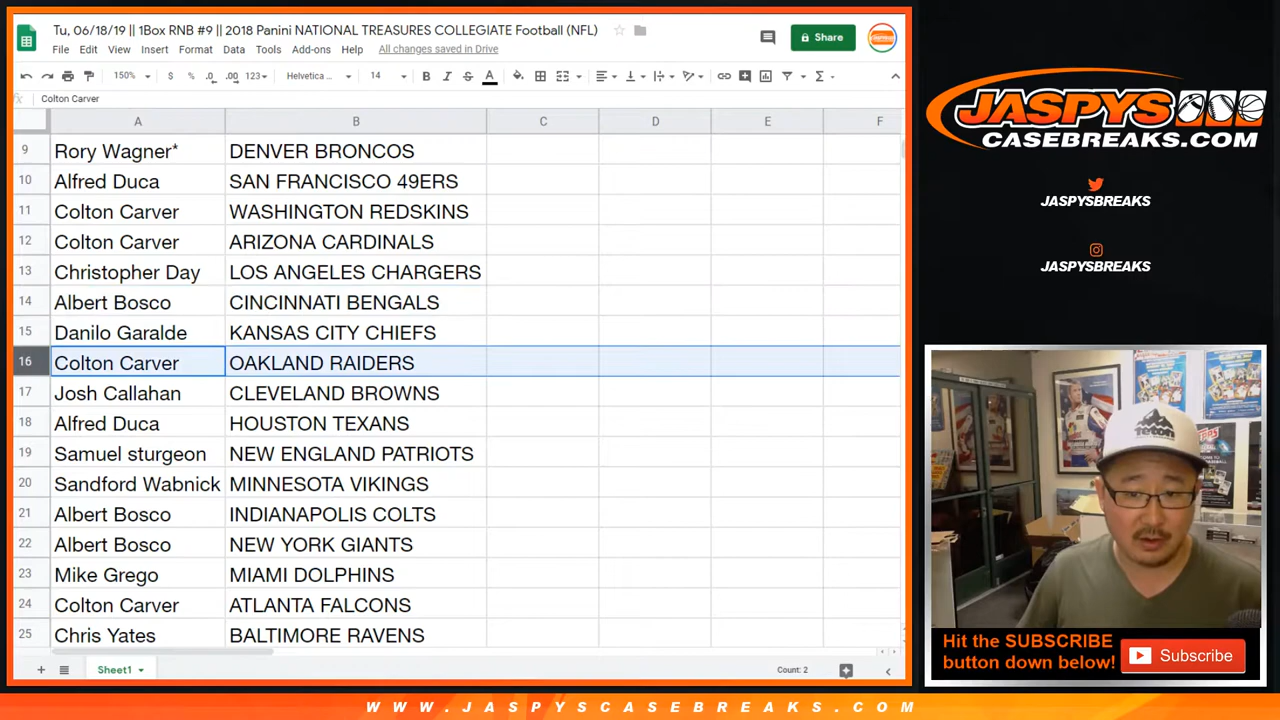 Tu, 06/18/19 || 1Box RNB #9 || 2018 Panini NATIONAL TREASURES COLLEGIATE Football (NFL)
File Edit View Insert Format Data Tools Add-ons Help All changes saved in Drive
Share
150% $ % .0 .00 123 Helvetica ... 14 B I S A
fx Colton Carver
A B C D E F
9 Rory Wagner* DENVER BRONCOS
10 Alfred Duca SAN FRANCISCO 49ERS
11 Colton Carver WASHINGTON REDSKINS
12 Colton Carver ARIZONA CARDINALS
13 Christopher Day LOS ANGELES CHARGERS
14 Albert Bosco CINCINNATI BENGALS
15 Danilo Garalde KANSAS CITY CHIEFS
16 Colton Carver OAKLAND RAIDERS
17 Josh Callahan CLEVELAND BROWNS
18 Alfred Duca HOUSTON TEXANS
19 Samuel sturgeon NEW ENGLAND PATRIOTS
20 Sandford Wabnick MINNESOTA VIKINGS
21 Albert Bosco INDIANAPOLIS COLTS
22 Albert Bosco NEW YORK GIANTS
23 Mike Grego MIAMI DOLPHINS
24 Colton Carver ATLANTA FALCONS
25 Chris Yates BALTIMORE RAVENS
Sheet1
Count: 2
JASPYS
CASEBREAKS.COM
JASPYSBREAKS
JASPYSBREAKS
TETON
TOPPS
Hit the SUBSCRIBE
button down below!
Subscribe
WWW.JASPYSCASEBREAKS.COM